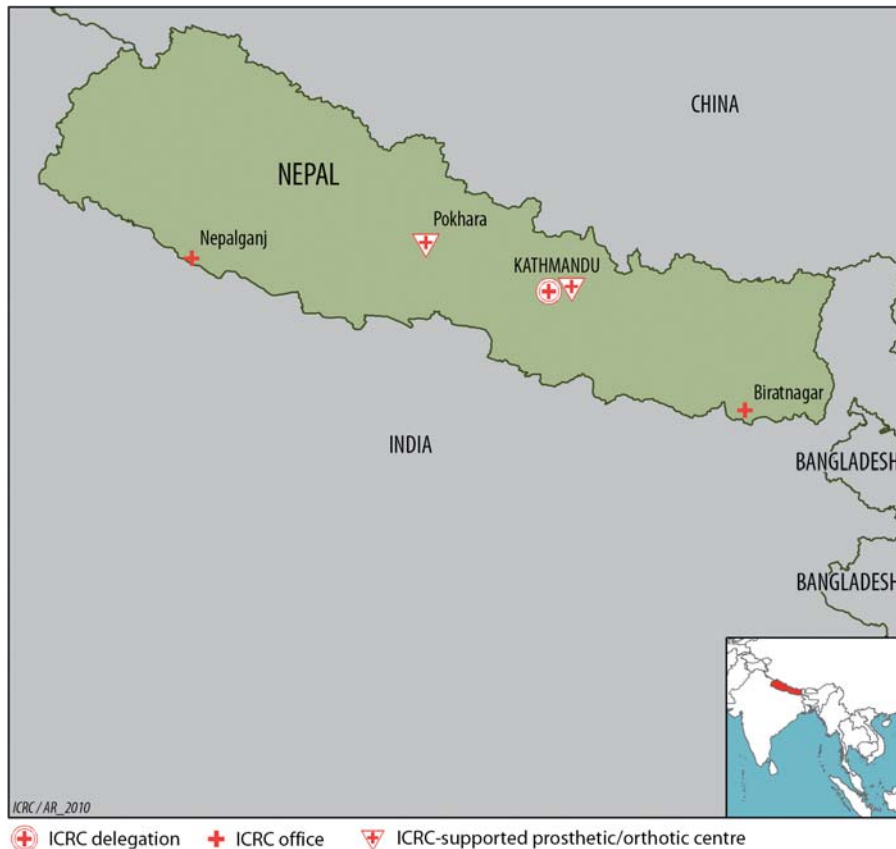 CHINA
NEPAL
Pokhara
Nepalganj
KATHMANDU
Biratnagar
INDIA
BANGLADESH
BANGLADESH
ICRC / AR_2010
ICRC delegation ICRC office ICRC-supported prosthetic/orthotic centre